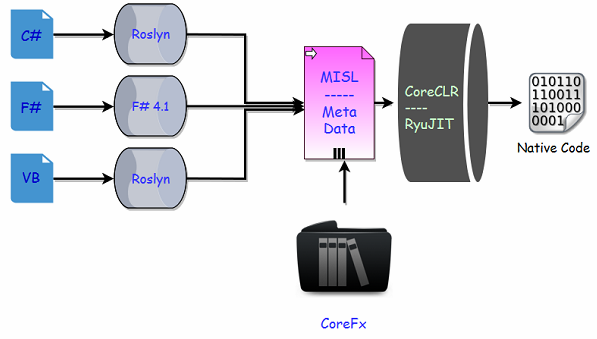 C#
Roslyn
F#
F# 4.1
VB
Roslyn
MISL
-----
Meta
Data
CoreCLR
----
RyuJIT
010110
110011
101000
0001
Native Code
CoreFx